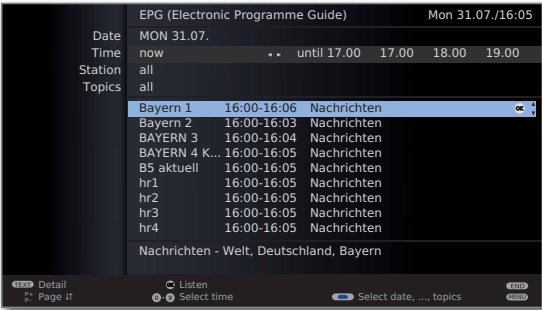 EPG (Electronic Programme Guide) Mon 31.07./16:05
Date MON 31.07.
Time now until 17.00 17.00 18.00 19.00
Station all
Topics all
Bayern 1 16:00-16:06 Nachrichten OK
Bayern 2 16:00-16:03 Nachrichten
BAYERN 3 16:00-16:04 Nachrichten
BAYERN 4 K... 16:00-16:05 Nachrichten
B5 aktuell 16:00-16:05 Nachrichten
hr1 16:00-16:05 Nachrichten
hr2 16:00-16:05 Nachrichten
hr3 16:00-16:05 Nachrichten
hr4 16:00-16:05 Nachrichten
Nachrichten - Welt, Deutschland, Bayern
TEXT Detail OK Listen END
P+ P- Page 0-9 Select time Select date, ..., topics MENU